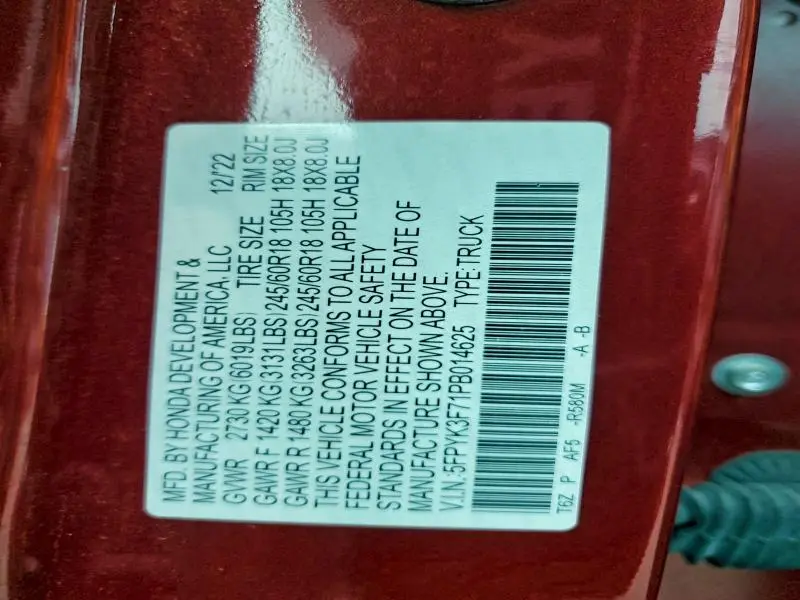 MFD. BY HONDA DEVELOPMENT &
MANUFACTURING OF AMERICA, LLC 12/22
GVWR 2730 KG(6019LBS) TIRE SIZE RIM SIZE
GAWR F 1420 KG(3131LBS) 245/60R18 105H 18X8.0J
GAWR R 1480 KG(3263LBS) 245/60R18 105H 18X8.0J
THIS VEHICLE CONFORMS TO ALL APPLICABLE
FEDERAL MOTOR VEHICLE SAFETY
STANDARDS IN EFFECT ON THE DATE OF
MANUFACTURE SHOWN ABOVE.
V.I.N.:5FPYK3F71PB014625 TYPE:TRUCK
T6Z P AF5 -R580M -A -B